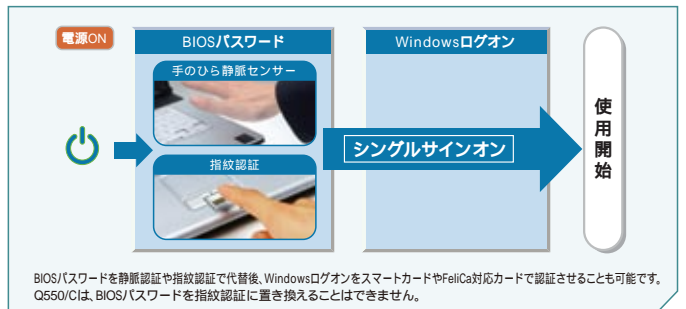 電源ON
BIOSパスワード
手のひら静脈センサー
指紋認証
Windowsログオン
シングルサインオン
使用開始
BIOSパスワードを静脈認証や指紋認証で代替後、WindowsログオンをスマートカードやFeliCa対応カードで認証させることも可能です。
Q550/Cは、BIOSパスワードを指紋認証に置き換えることはできません。